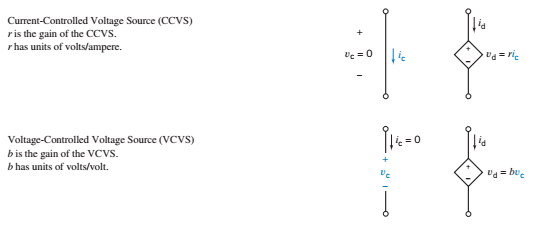 Current-Controlled Voltage Source (CCVS)
r is the gain of the CCVS.
r has units of volts/ampere.
+
v_c = 0
−
i_c
i_d
+
−
v_d = ri_c
Voltage-Controlled Voltage Source (VCVS)
b is the gain of the VCVS.
b has units of volts/volt.
i_c = 0
+
v_c
−
i_d
+
−
v_d = bv_c